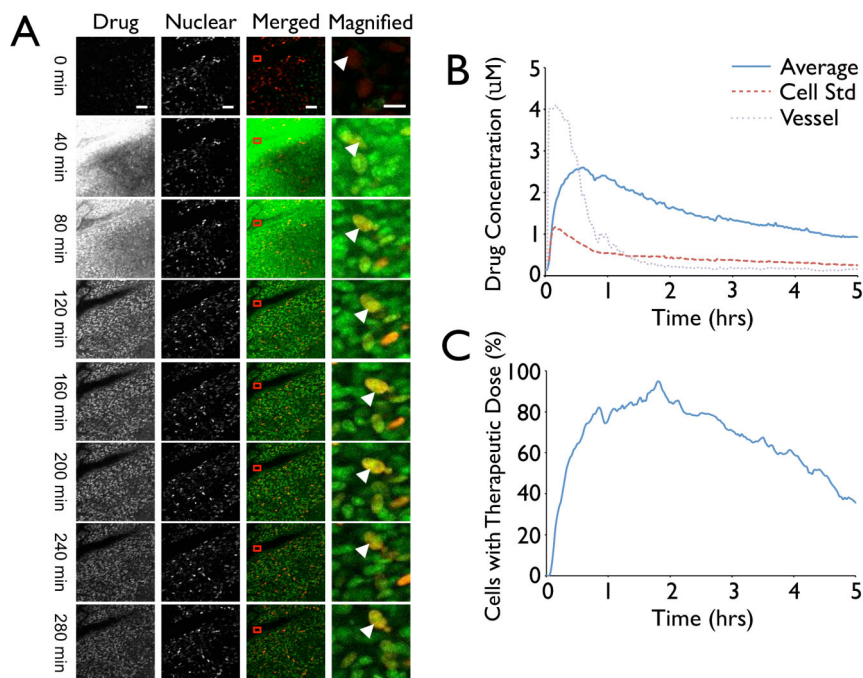 A
Drug Nuclear Merged Magnified
0 min
40 min
80 min
120 min
160 min
200 min
240 min
280 min
B
Drug Concentration (uM)
5
4
3
2
1
0
Average
Cell Std
Vessel
0 1 2 3 4 5
Time (hrs)
C
Cells with Therapeutic Dose (%)
100
80
60
40
20
0
0 1 2 3 4 5
Time (hrs)